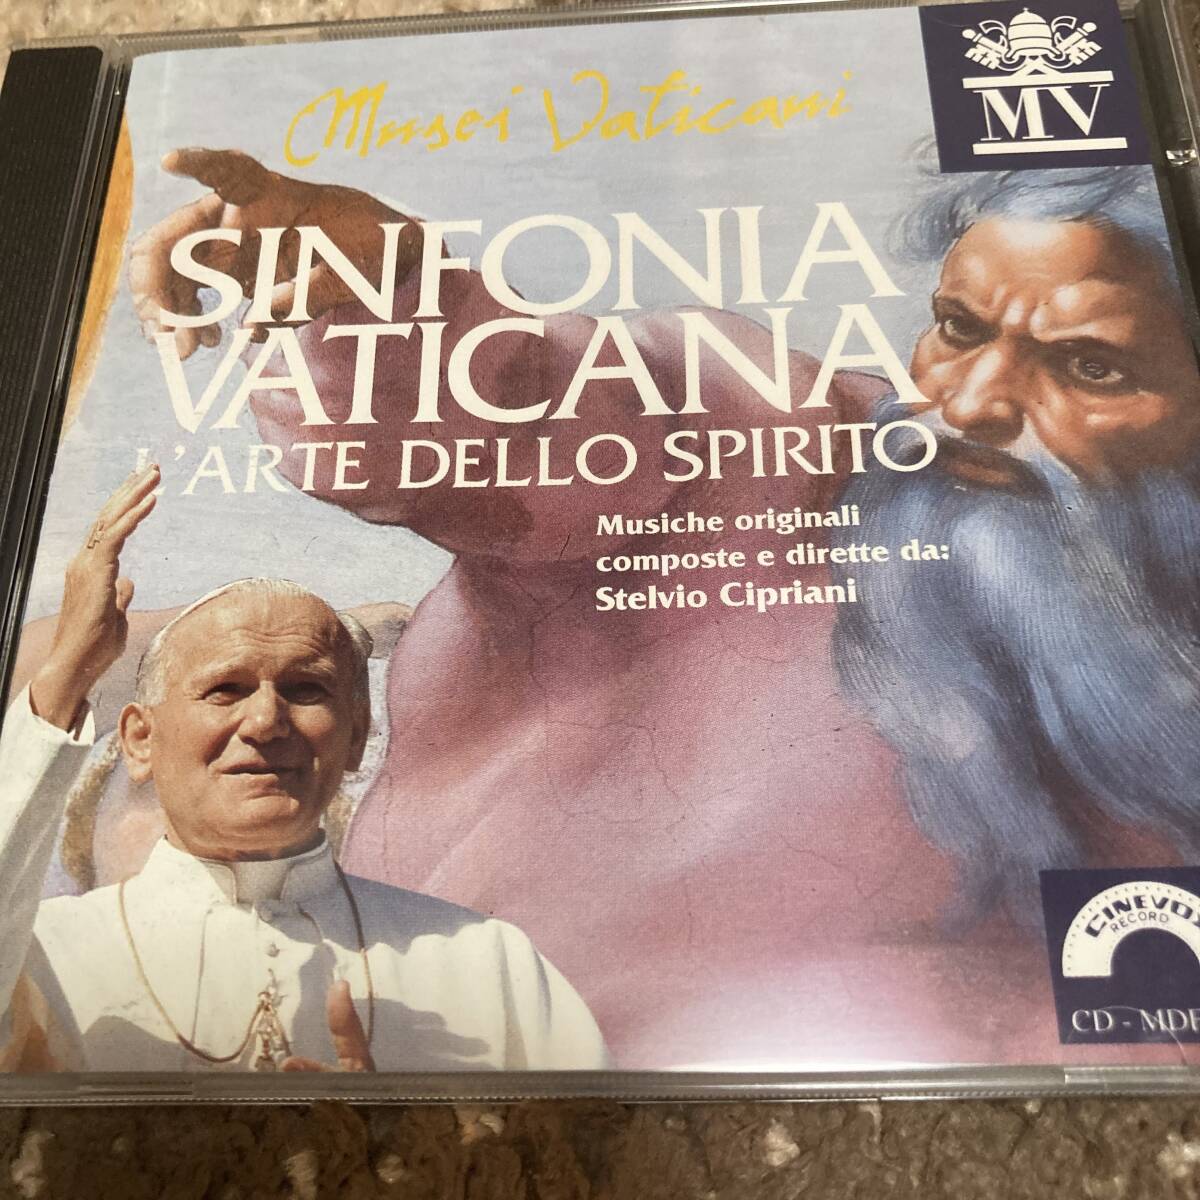 Musei Vaticani
MV
SINFONIA
VATICANA
L'ARTE DELLO SPIRITO
Musiche originali
composte e dirette da:
Stelvio Cipriani
CINEVOX
RECORD
CD - MDF